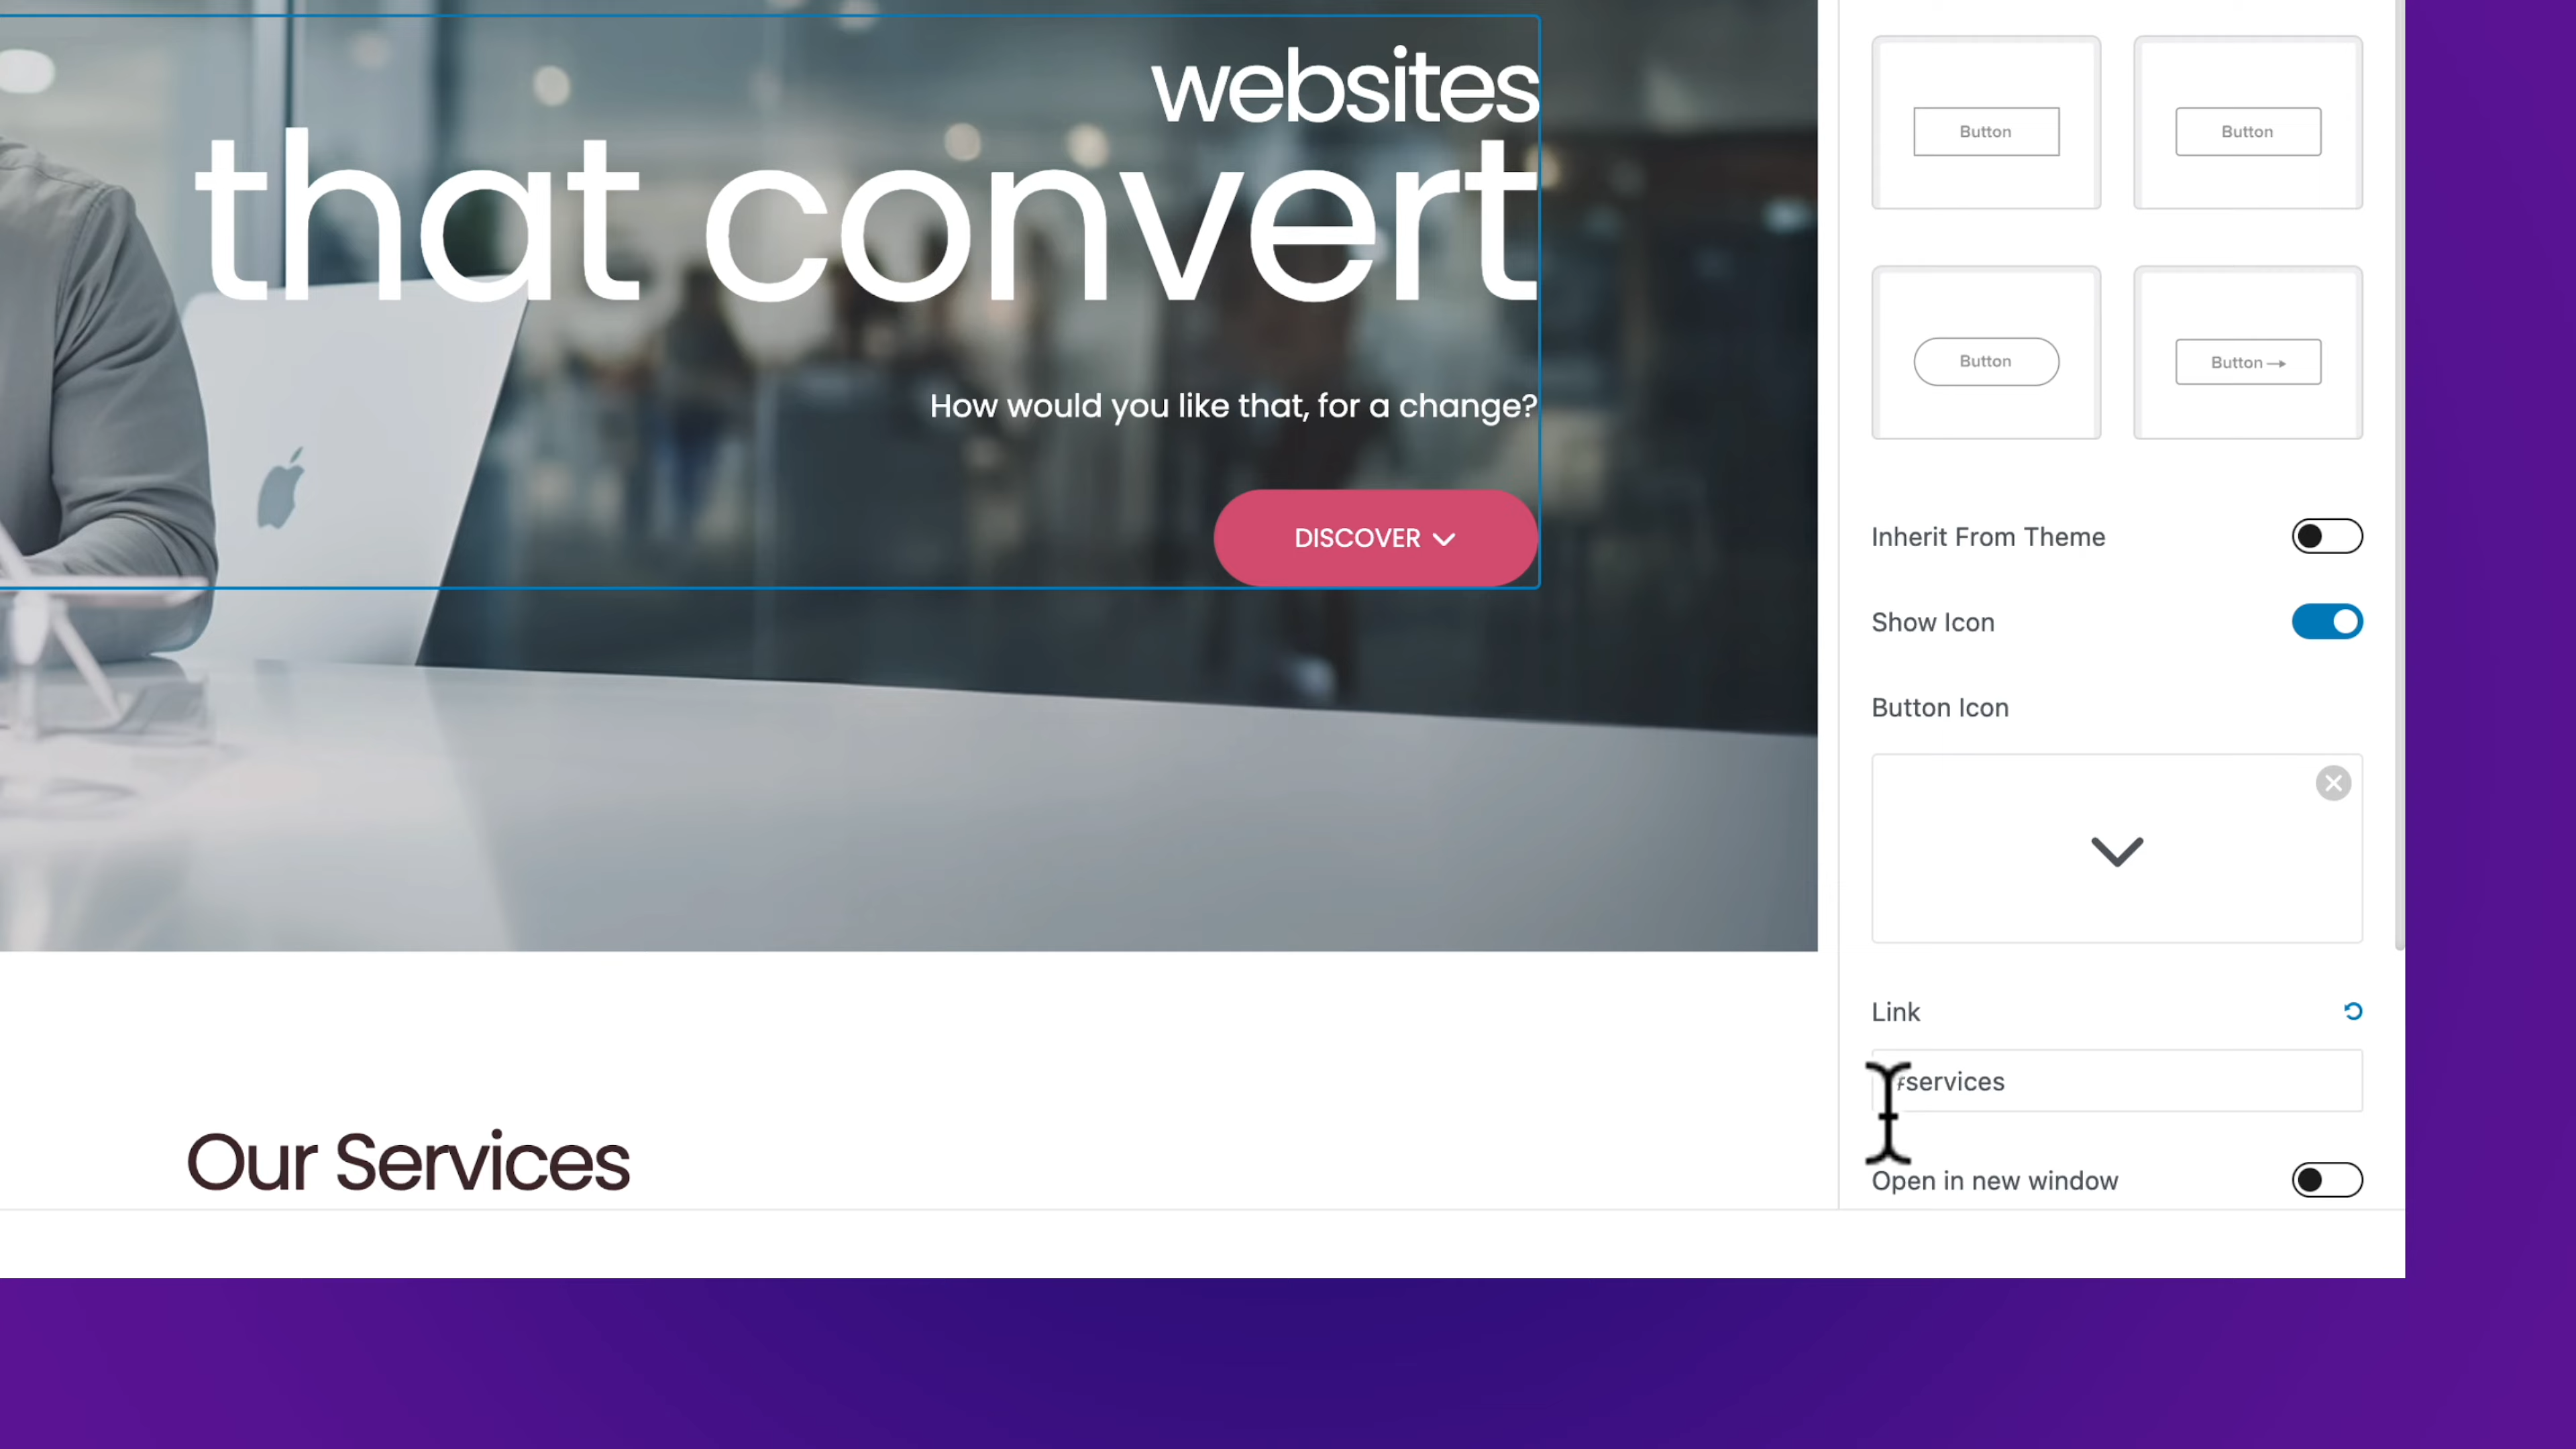 websites
that convert
How would you like that, for a change?
DISCOVER
Our Services
Button
Button
Button
Button
Inherit From Theme
Show Icon
Button Icon
Link
#services
Open in new window